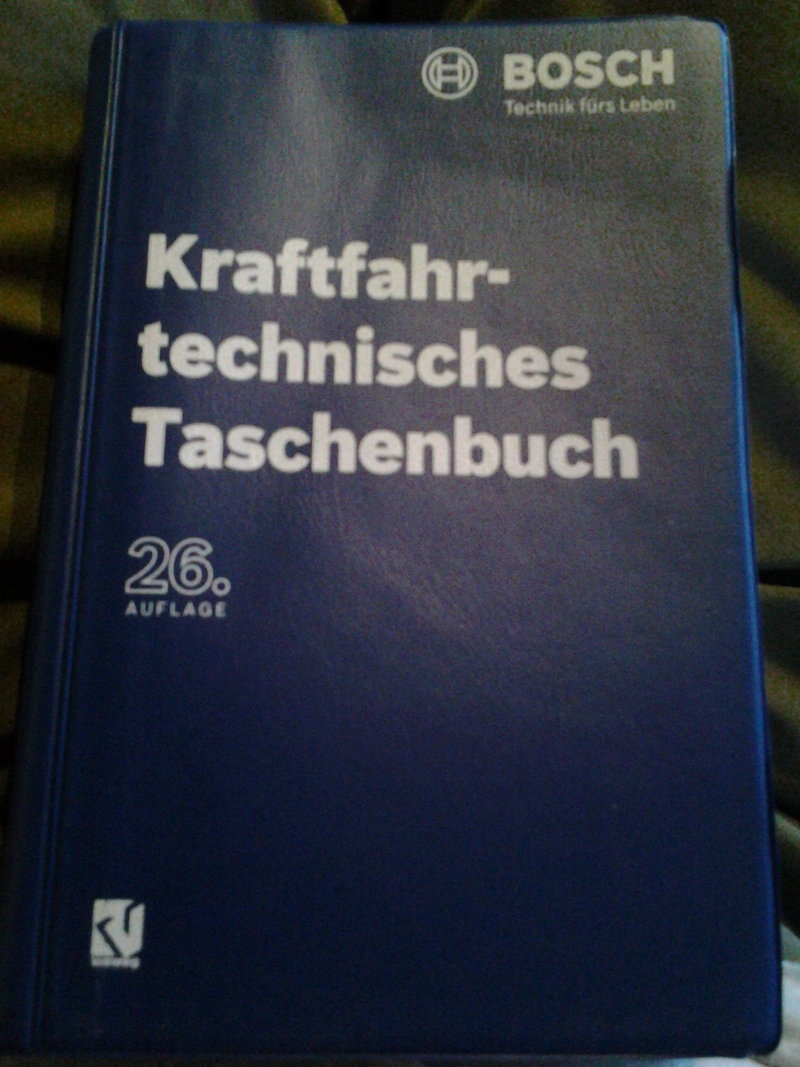 BOSCH
Technik fürs Leben
Kraftfahr-
technisches
Taschenbuch
26.
AUFLAGE